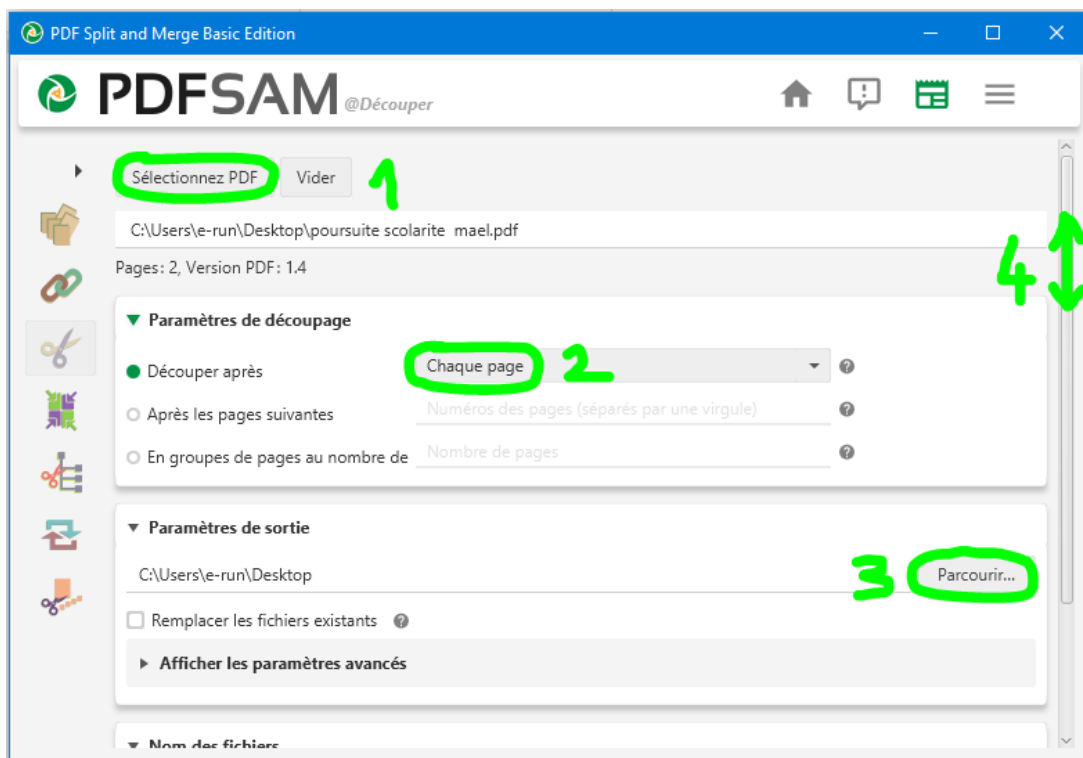 PDF Split and Merge Basic Edition
PDFSAM @Découper
Sélectionnez PDF Vider 1
C:\Users\e-run\Desktop\poursuite scolarite  mael.pdf
4
Pages: 2, Version PDF: 1.4
Paramètres de découpage
Découper après Chaque page 2
Après les pages suivantes Numéros des pages (séparés par une virgule)
En groupes de pages au nombre de Nombre de pages
Paramètres de sortie
C:\Users\e-run\Desktop 3 Parcourir...
Remplacer les fichiers existants
Afficher les paramètres avancés
Nom des fichiers